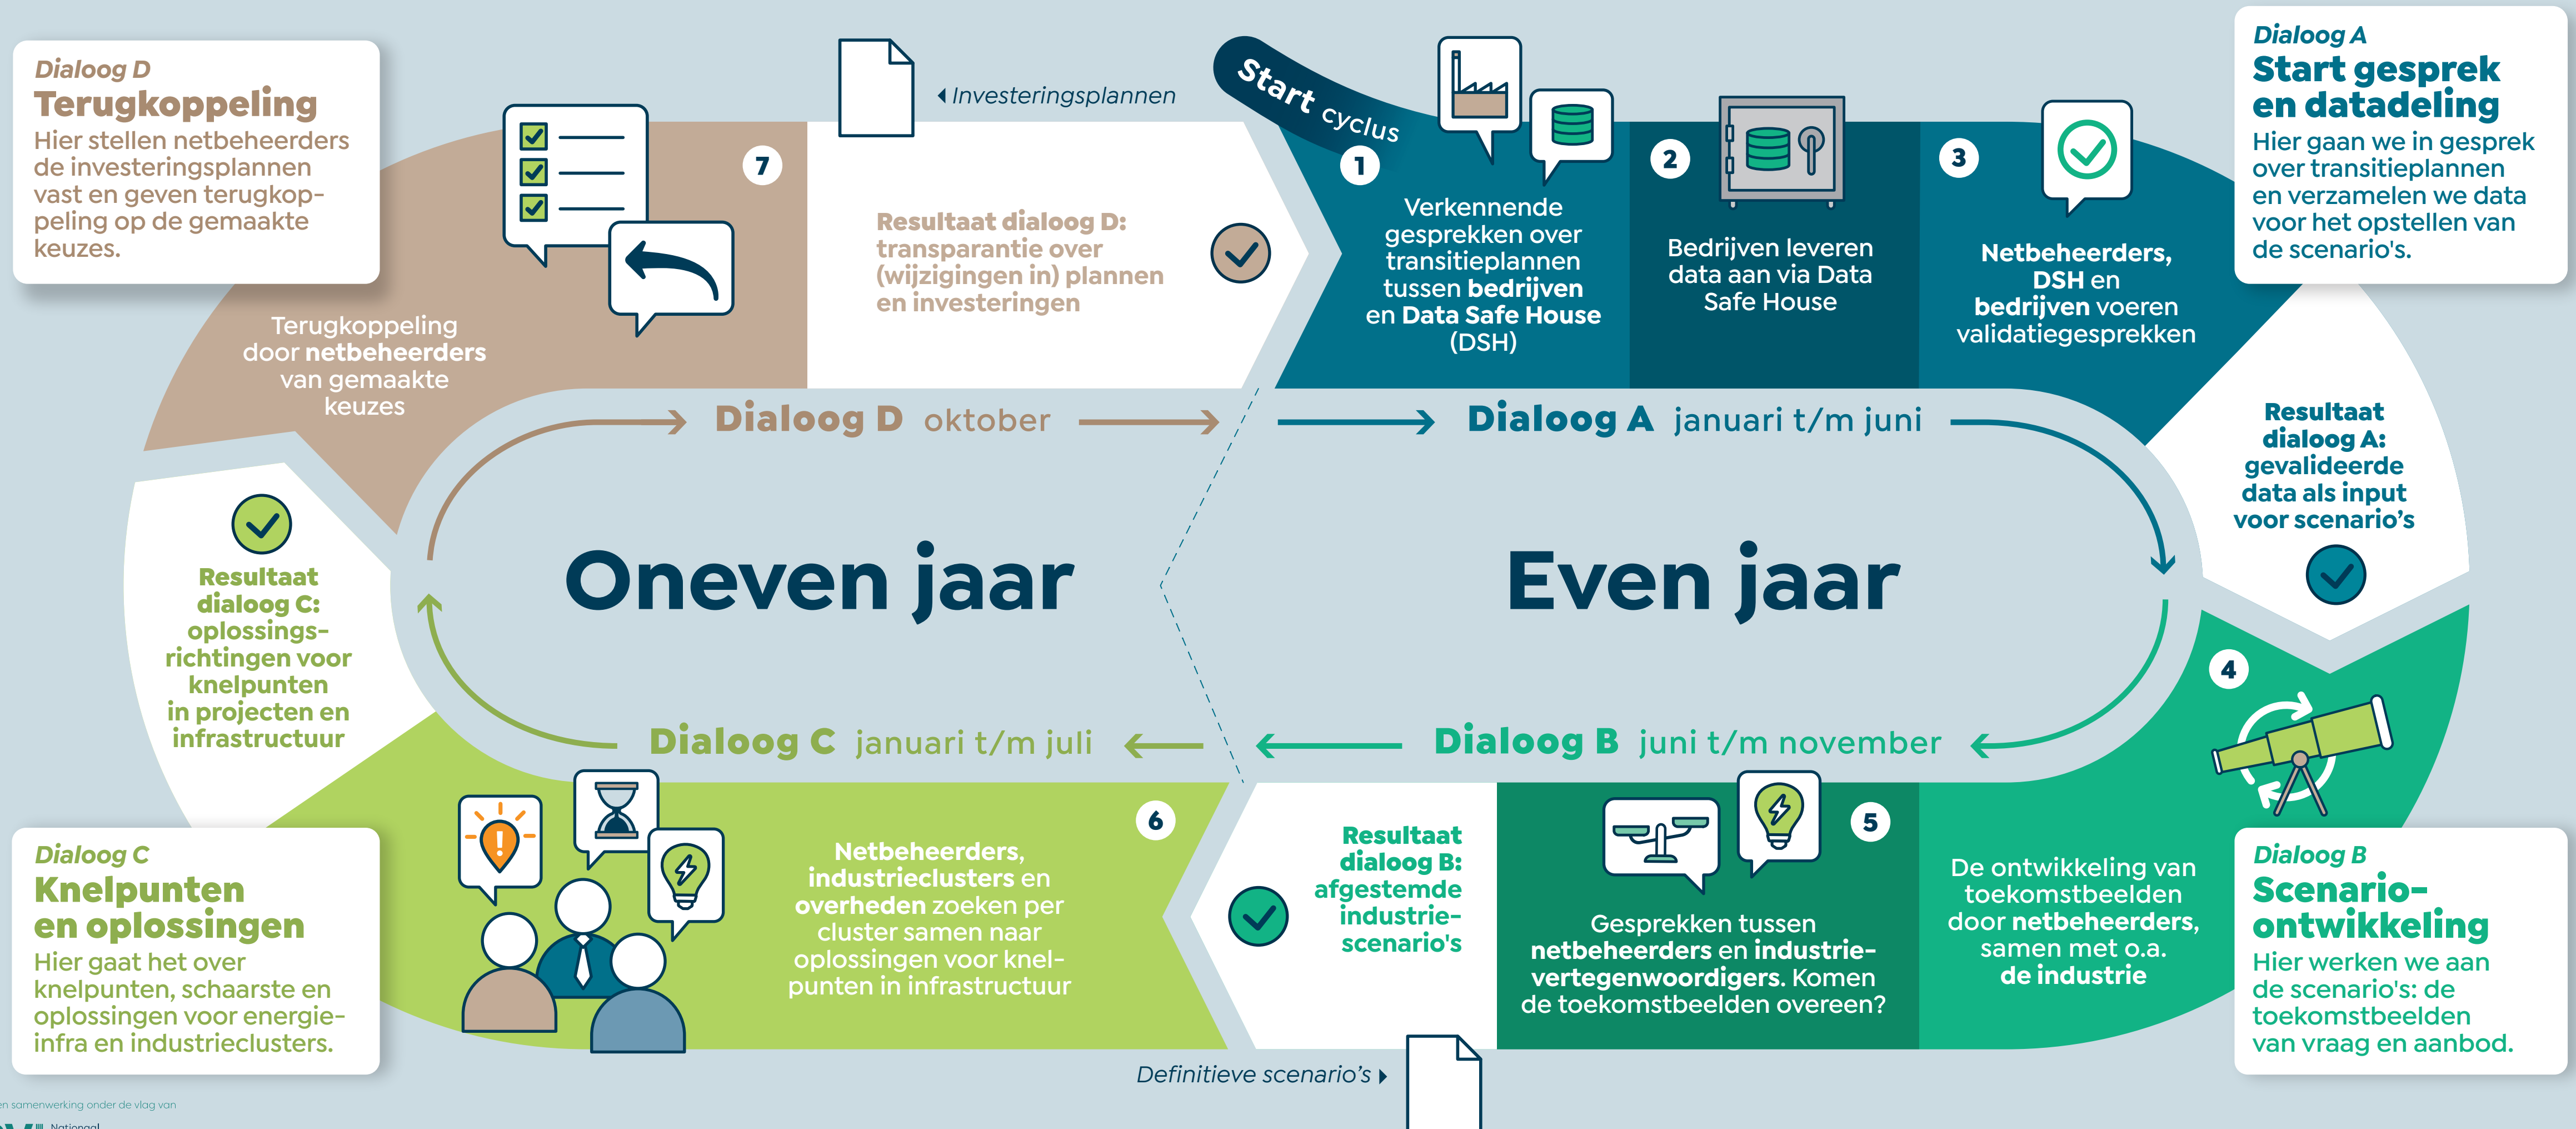 Start cyclus
1
Verkennende
gesprekken over
transitieplannen
tussen bedrijven
en Data Safe House
(DSH)
2
Bedrijven leveren
data aan via Data
Safe House
3
Netbeheerders,
DSH en
bedrijven voeren
validatiegesprekken
Dialoog A
Start gesprek
en datadeling
Hier gaan we in gesprek
over transitieplannen
en verzamelen we data
voor het opstellen van
de scenario's.
Dialoog A januari t/m juni
Resultaat
dialoog A:
gevalideerde
data als input
voor scenario’s
Even jaar
4
De ontwikkeling van
toekomstbeelden
door netbeheerders,
samen met o.a.
de industrie
Dialoog B
Scenario-
ontwikkeling
Hier werken we aan
de scenario's: de
toekomstbeelden
van vraag en aanbod.
Dialoog B juni t/m november
5
Gesprekken tussen
netbeheerders en industrie-
vertegenwoordigers. Komen
de toekomstbeelden overeen?
Resultaat
dialoog B:
afgestemde
industrie-
scenario's
Definitieve scenario’s
Oneven jaar
Dialoog C januari t/m juli
6
Netbeheerders,
industrieclusters en
overheden zoeken per
cluster samen naar
oplossingen voor knel-
punten in infrastructuur
Dialoog C
Knelpunten
en oplossingen
Hier gaat het over
knelpunten, schaarste en
oplossingen voor energie-
infra en industrieclusters.
Resultaat
dialoog C:
oplossings-
richtingen voor
knelpunten
in projecten en
infrastructuur
Dialoog D oktober
7
Terugkoppeling
door netbeheerders
van gemaakte
keuzes
Dialoog D
Terugkoppeling
Hier stellen netbeheerders
de investeringsplannen
vast en geven terugkop-
peling op de gemaakte
keuzes.
Investeringsplannen
Resultaat dialoog D:
transparantie over
(wijzigingen in) plannen
en investeringen
samenwerking onder de vlag van
Nationaal